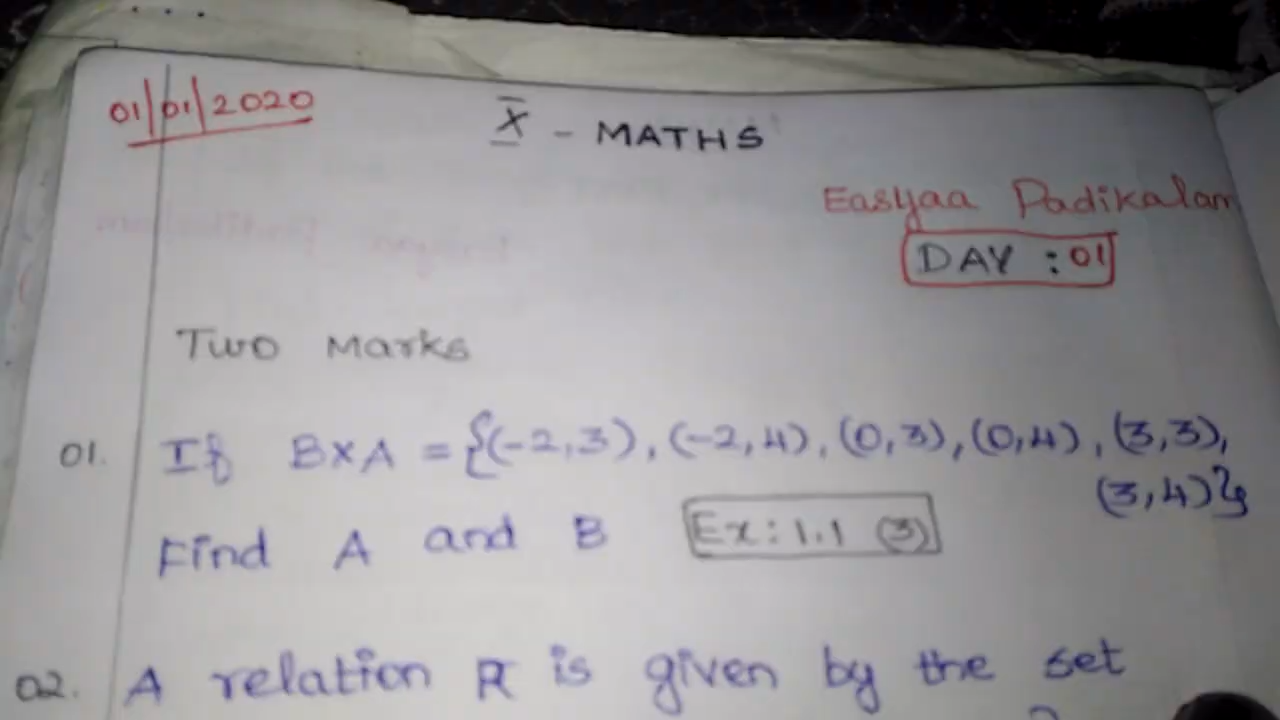 01/01/2020
X - MATHS
Easyaa Padikalam
DAY : 01
Two Marks
01. If B×A = {(-2,3), (-2,4), (0,3), (0,4), (3,3),
(3,4)}
Find A and B Ex: 1.1 (3)
02. A relation R is given by the set